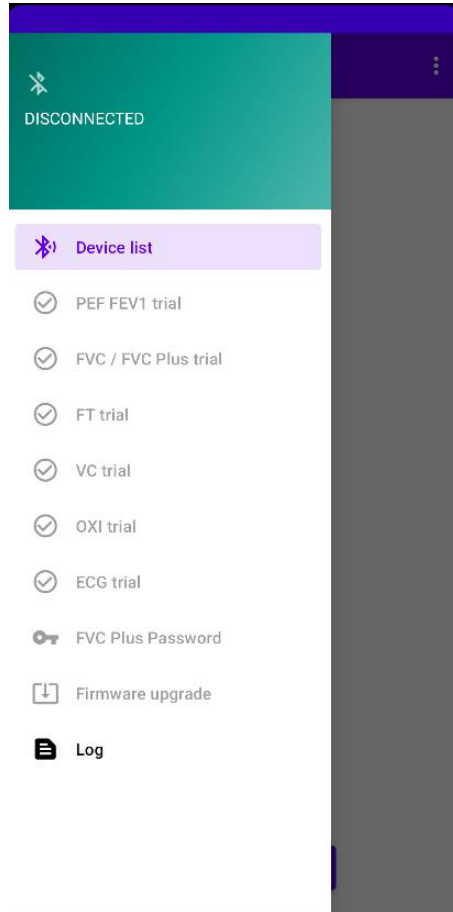 DISCONNECTED
Device list
PEF FEV1 trial
FVC / FVC Plus trial
FT trial
VC trial
OXI trial
ECG trial
FVC Plus Password
Firmware upgrade
Log